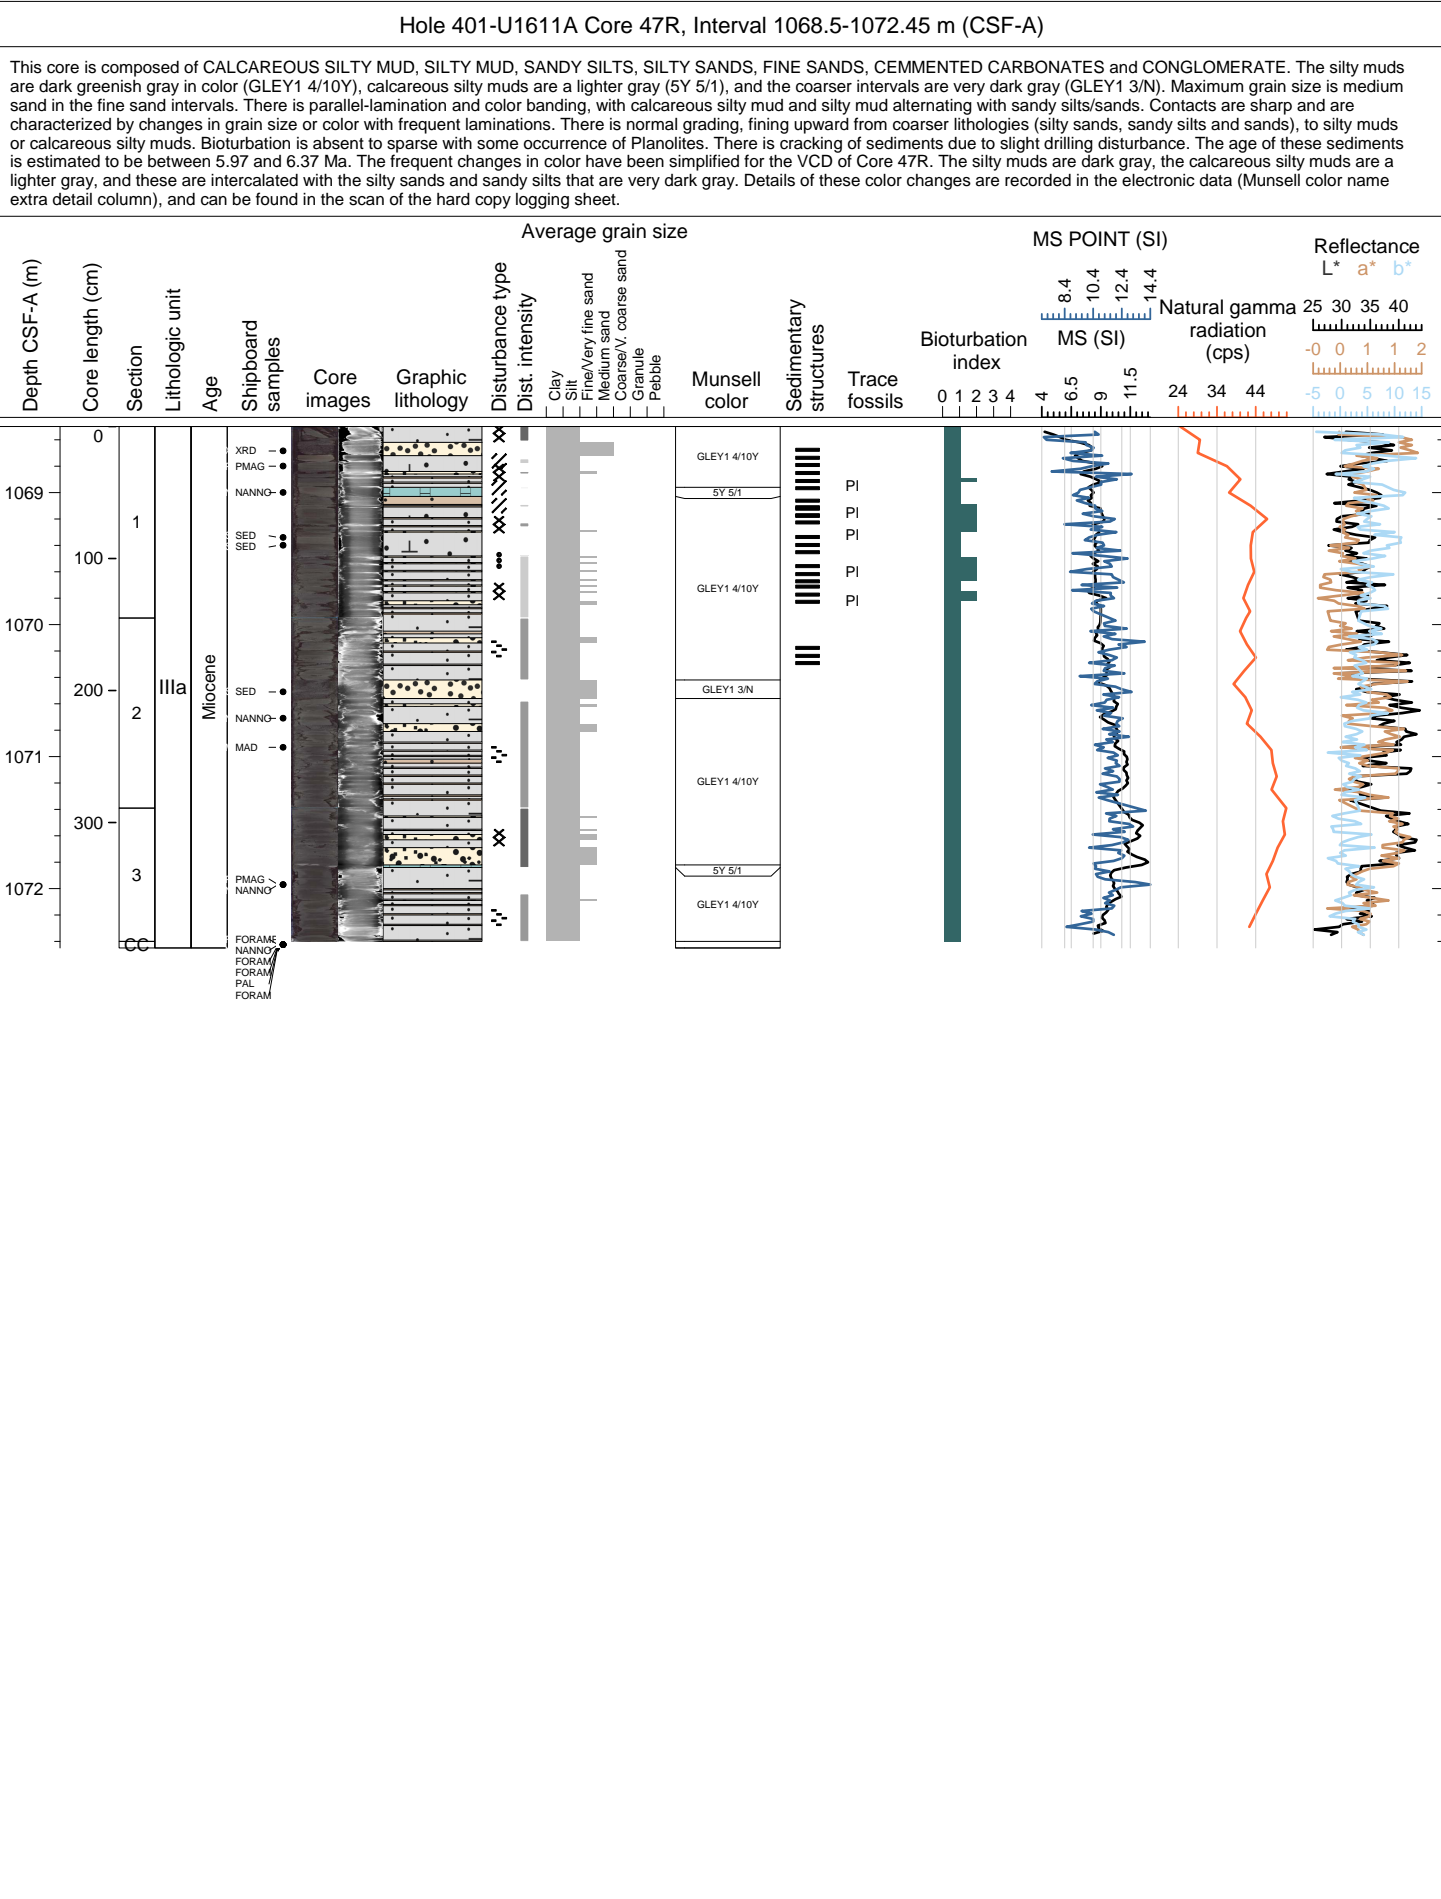 Hole 401-U1611A Core 47R, Interval 1068.5-1072.45 m (CSF-A)
This core is composed of CALCAREOUS SILTY MUD, SILTY MUD, SANDY SILTS, SILTY SANDS, FINE SANDS, CEMMENTED CARBONATES and CONGLOMERATE. The silty muds
are dark greenish gray in color (GLEY1 4/10Y), calcareous silty muds are a lighter gray (5Y 5/1), and the coarser intervals are very dark gray (GLEY1 3/N). Maximum grain size is medium
sand in the fine sand intervals. There is parallel-lamination and color banding, with calcareous silty mud and silty mud alternating with sandy silts/sands. Contacts are sharp and are
characterized by changes in grain size or color with frequent laminations. There is normal grading, fining upward from coarser lithologies (silty sands, sandy silts and sands), to silty muds
or calcareous silty muds. Bioturbation is absent to sparse with some occurrence of Planolites. There is cracking of sediments due to slight drilling disturbance. The age of these sediments
is estimated to be between 5.97 and 6.37 Ma. The frequent changes in color have been simplified for the VCD of Core 47R. The silty muds are dark gray, the calcareous silty muds are a
lighter gray, and these are intercalated with the silty sands and sandy silts that are very dark gray. Details of these color changes are recorded in the electronic data (Munsell color name
extra detail column), and can be found in the scan of the hard copy logging sheet.
Depth CSF-A (m)
Core length (cm)
Section
Lithologic unit
Age
Shipboard
samples
Core
images
Graphic
lithology
Disturbance type
Dist. intensity
Average grain size
Clay
Silt
Fine/Very fine sand
Medium sand
Coarse/V. coarse sand
Granule
Pebble
Munsell
color
Sedimentary
structures
Trace
fossils
Bioturbation
index
0 1 2 3 4
MS POINT (SI)
8.4 10.4 12.4 14.4
MS (SI)
4 6.5 9 11.5
Natural gamma
radiation
(cps)
24 34 44
Reflectance
L* a* b*
25 30 35 40
-0 0 1 1 2
-5 0 5 10 15
1069
1070
1071
1072
0
100
200
300
1
2
3
CC
IIIa
Miocene
XRD
PMAG
NANNO
SED
SED
SED
NANNO
MAD
PMAG
NANNO
FORAM
NANNO
FORAM
FORAM
PAL
FORAM
GLEY1 4/10Y
5Y 5/1
GLEY1 4/10Y
GLEY1 3/N
GLEY1 4/10Y
5Y 5/1
GLEY1 4/10Y
Pl
Pl
Pl
Pl
Pl